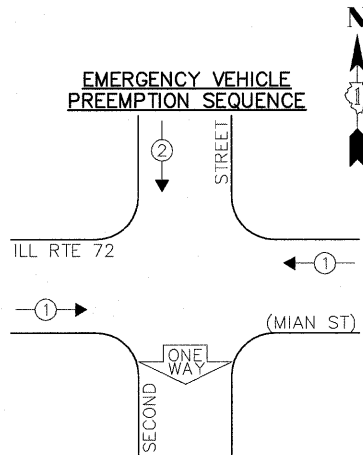 N
EMERGENCY VEHICLE
PREEMPTION SEQUENCE
2
STREET
ILL RTE 72
1
1
(MIAN ST)
ONE
WAY
SECOND